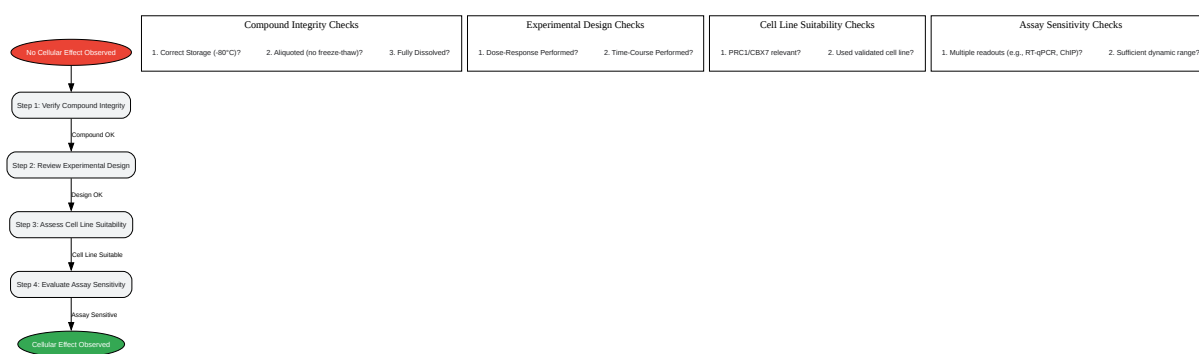 No Cellular Effect Observed
Step 1: Verify Compound Integrity
Compound OK
Step 2: Review Experimental Design
Design OK
Step 3: Assess Cell Line Suitability
Cell Line Suitable
Step 4: Evaluate Assay Sensitivity
Assay Sensitive
Cellular Effect Observed
Compound Integrity Checks
1. Correct Storage (-80°C)? 2. Aliquoted (no freeze-thaw)? 3. Fully Dissolved?
Experimental Design Checks
1. Dose-Response Performed? 2. Time-Course Performed?
Cell Line Suitability Checks
1. PRC1/CBX7 relevant? 2. Used validated cell line?
Assay Sensitivity Checks
1. Multiple readouts (e.g., RT-qPCR, ChIP)? 2. Sufficient dynamic range?